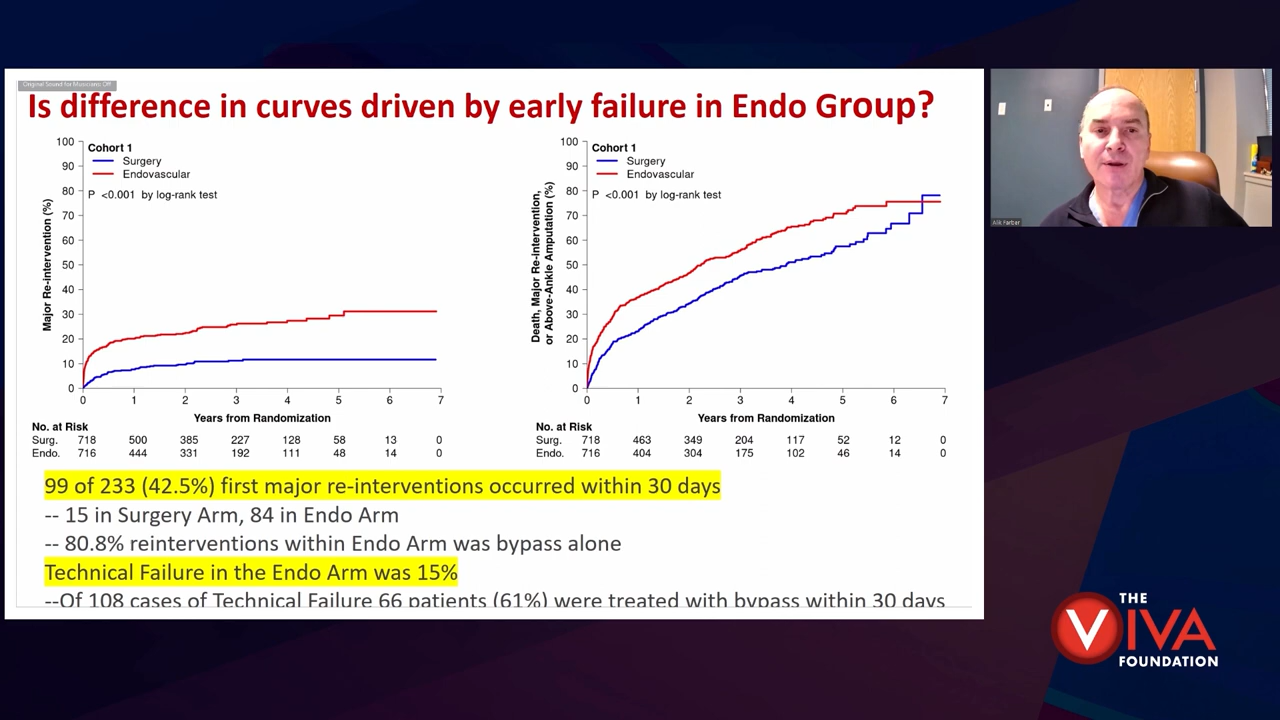 Original Sound for Musicians: Off
Is difference in curves driven by early failure in Endo Group?
100
90
80
70
60
50
40
30
20
10
0
Major Re-intervention (%)
Cohort 1
Surgery
Endovascular
P <0.001 by log-rank test
0 1 2 3 4 5 6 7
Years from Randomization
No. at Risk
Surg. 718 500 385 227 128 58 13 0
Endo. 716 444 331 192 111 48 14 0
100
90
80
70
60
50
40
30
20
10
0
Death, Major Re-intervention,
or Above-Ankle Amputation (%)
Cohort 1
Surgery
Endovascular
P <0.001 by log-rank test
0 1 2 3 4 5 6 7
Years from Randomization
No. at Risk
Surg. 718 463 349 204 117 52 12 0
Endo. 716 404 304 175 102 46 14 0
99 of 233 (42.5%) first major re-interventions occurred within 30 days
-- 15 in Surgery Arm, 84 in Endo Arm
-- 80.8% reinterventions within Endo Arm was bypass alone
Technical Failure in the Endo Arm was 15%
--Of 108 cases of Technical Failure 66 patients (61%) were treated with bypass within 30 days
Alik Farber
THE
VIVA
FOUNDATION